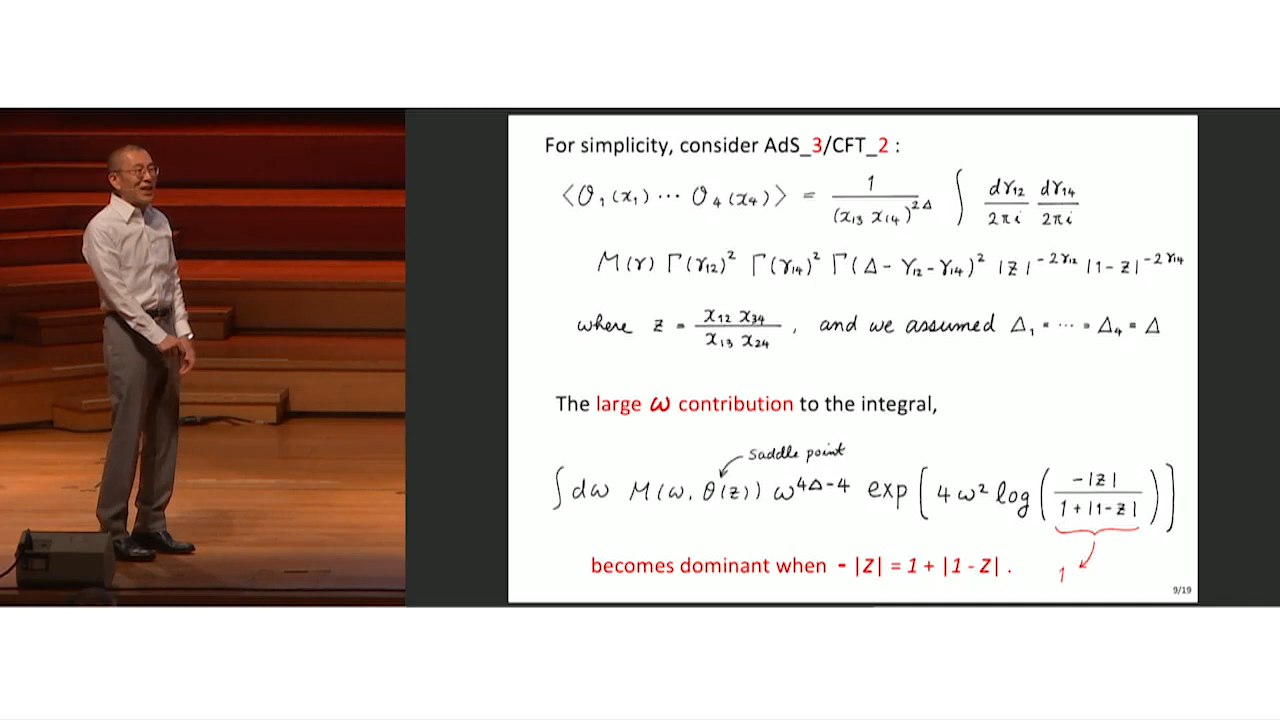 For simplicity, consider AdS_3/CFT_2 :
⟨O₁(x₁) ⋯ O₄(x₄)⟩ = 1/(x₁₃ x₁₄)^{2Δ} ∫ dγ₁₂/2πi dγ₁₄/2πi
M(γ) Γ(γ₁₂)² Γ(γ₁₄)² Γ(Δ - γ₁₂ - γ₁₄)² |z|^{-2γ₁₂} |1-z|^{-2γ₁₄}
where z = x₁₂ x₃₄ / x₁₃ x₂₄ , and we assumed Δ₁ = ⋯ = Δ₄ = Δ
The large ω contribution to the integral,
saddle point
∫ dω M(ω, θ(z)) ω^{4Δ-4} exp[4ω² log(-|z| / 1+|1-z|)]
becomes dominant when - |Z| = 1 + |1 - Z| .
1
9/19